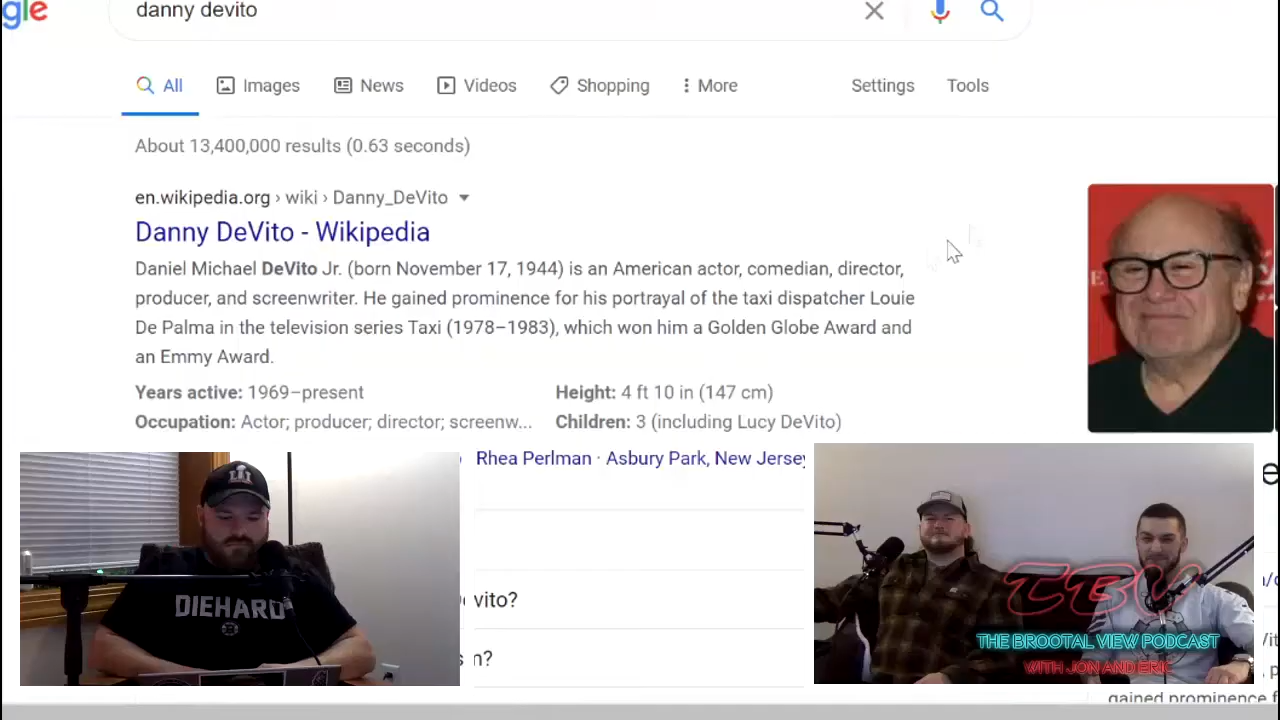 gle
danny devito
All Images News Videos Shopping More Settings Tools
About 13,400,000 results (0.63 seconds)
en.wikipedia.org › wiki › Danny_DeVito
Danny DeVito - Wikipedia
Daniel Michael DeVito Jr. (born November 17, 1944) is an American actor, comedian, director,
producer, and screenwriter. He gained prominence for his portrayal of the taxi dispatcher Louie
De Palma in the television series Taxi (1978–1983), which won him a Golden Globe Award and
an Emmy Award.
Years active: 1969–present Height: 4 ft 10 in (147 cm)
Occupation: Actor; producer; director; screenw... Children: 3 (including Lucy DeVito)
Rhea Perlman · Asbury Park, New Jersey
vito?
n?
LI
DIEHARD
TBV
THE BROOTAL VIEW PODCAST
WITH JON AND ERIC
gained prominence f